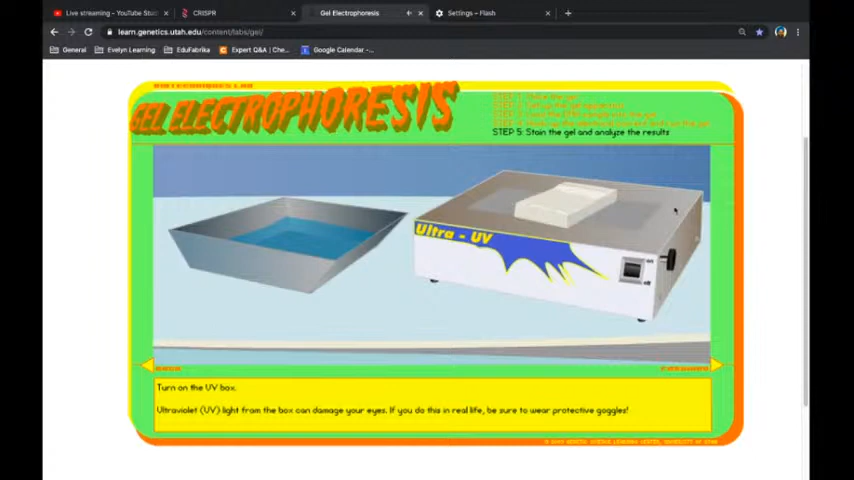 Live streaming - YouTube Stud
CRISPR
Gel Electrophoresis
Settings - Flash
learn.genetics.utah.edu/content/labs/gel/
General
Evelyn Learning
EduFabrika
Expert Q&A | Che...
Google Calendar -...
GEL ELECTROPHORESIS
STEP 5: Stain the gel and analyze the results
Ultra - UV
BACK
FORWARD
Turn on the UV box.
Ultraviolet (UV) light from the box can damage your eyes. If you do this in real life, be sure to wear protective goggles!